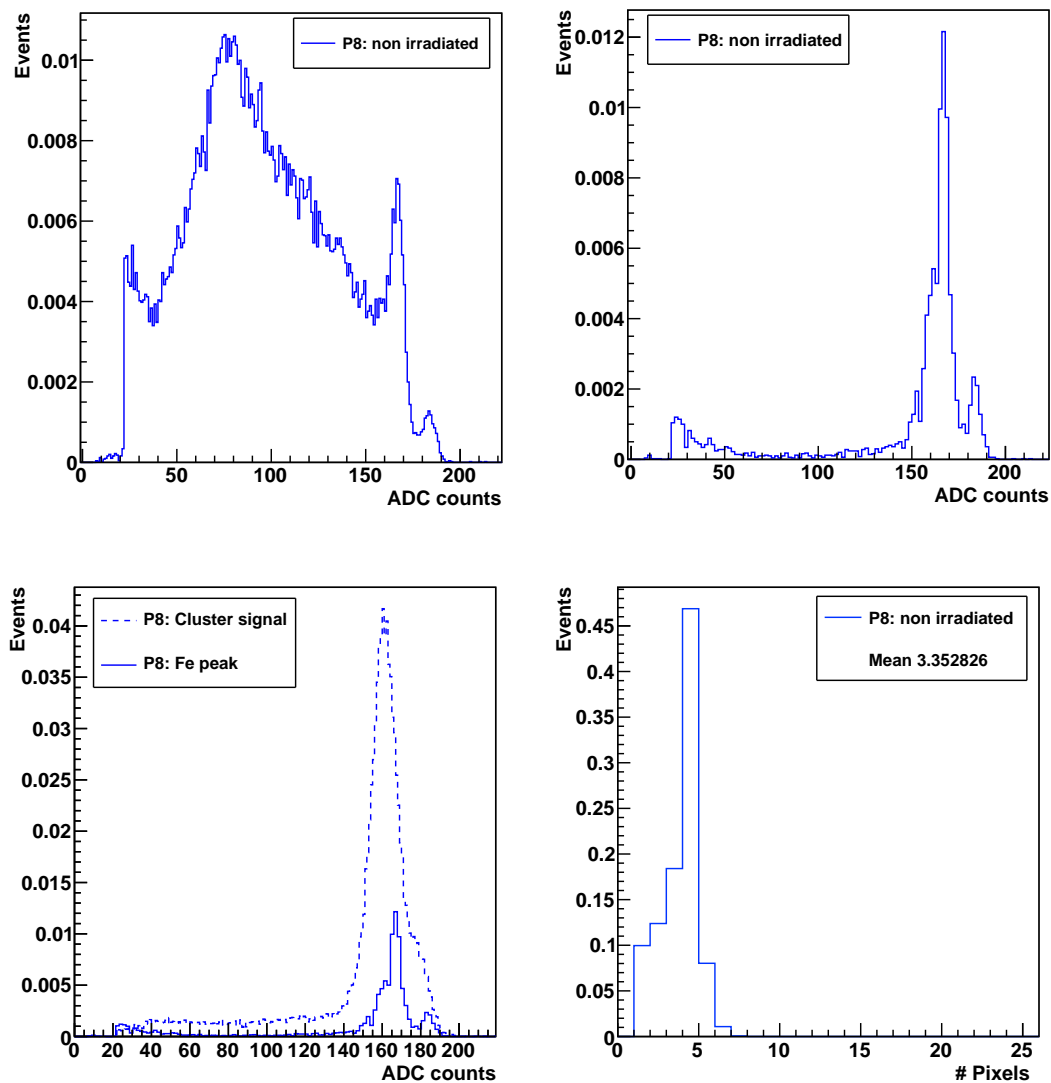 Events
P8: non irradiated
0.01
0.008
0.006
0.004
0.002
0
0 50 100 150 200
ADC counts
Events
P8: non irradiated
0.012
0.01
0.008
0.006
0.004
0.002
0
0 50 100 150 200
ADC counts
Events
P8: Cluster signal
P8: Fe peak
0.04
0.035
0.03
0.025
0.02
0.015
0.01
0.005
0
0 20 40 60 80 100 120 140 160 180 200
ADC counts
Events
P8: non irradiated
Mean 3.352826
0.45
0.4
0.35
0.3
0.25
0.2
0.15
0.1
0.05
0
0 5 10 15 20 25
# Pixels